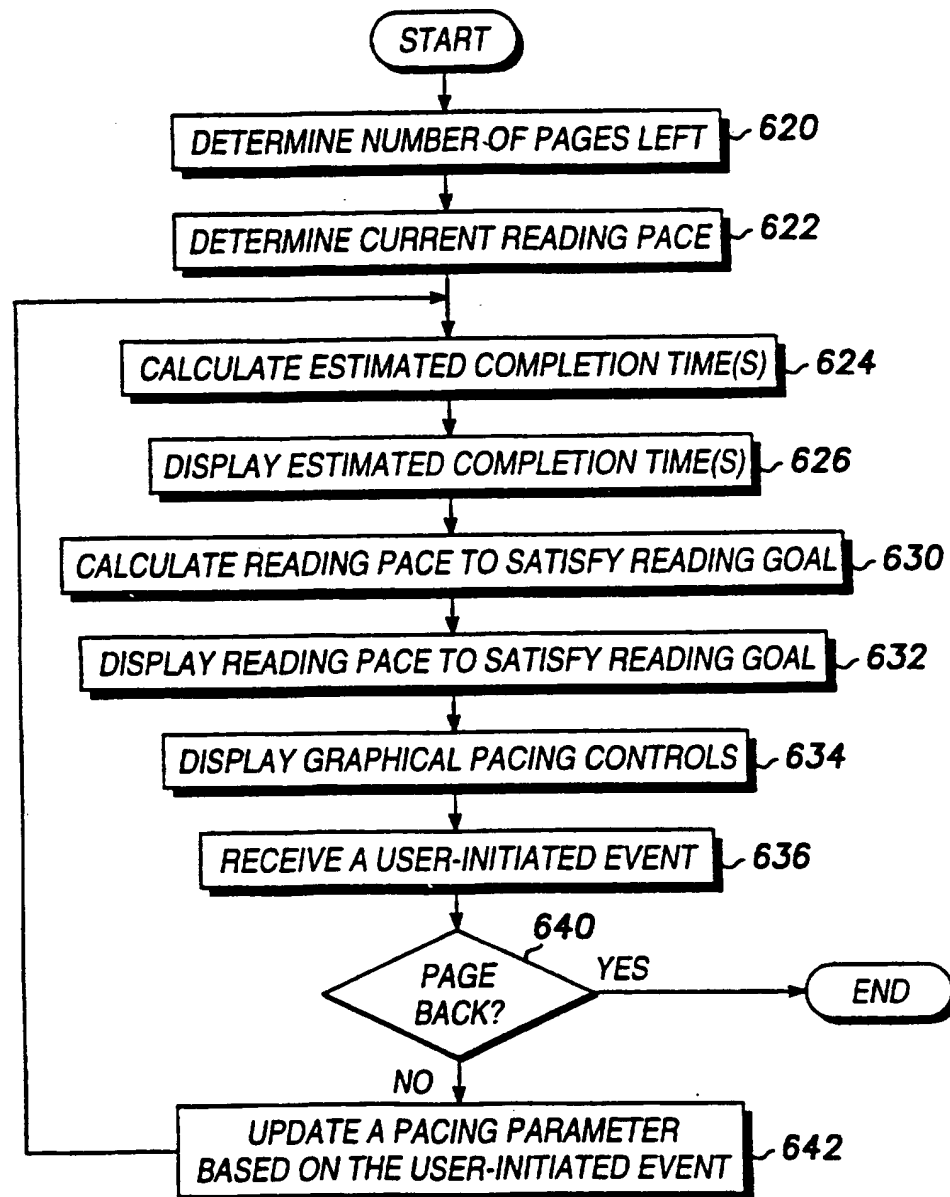 START
DETERMINE NUMBER OF PAGES LEFT
620
DETERMINE CURRENT READING PACE
622
CALCULATE ESTIMATED COMPLETION TIME(S)
624
DISPLAY ESTIMATED COMPLETION TIME(S)
626
CALCULATE READING PACE TO SATISFY READING GOAL
630
DISPLAY READING PACE TO SATISFY READING GOAL
632
DISPLAY GRAPHICAL PACING CONTROLS
634
RECEIVE A USER-INITIATED EVENT
636
640
PAGE
BACK?
YES
END
NO
UPDATE A PACING PARAMETER
BASED ON THE USER-INITIATED EVENT
642